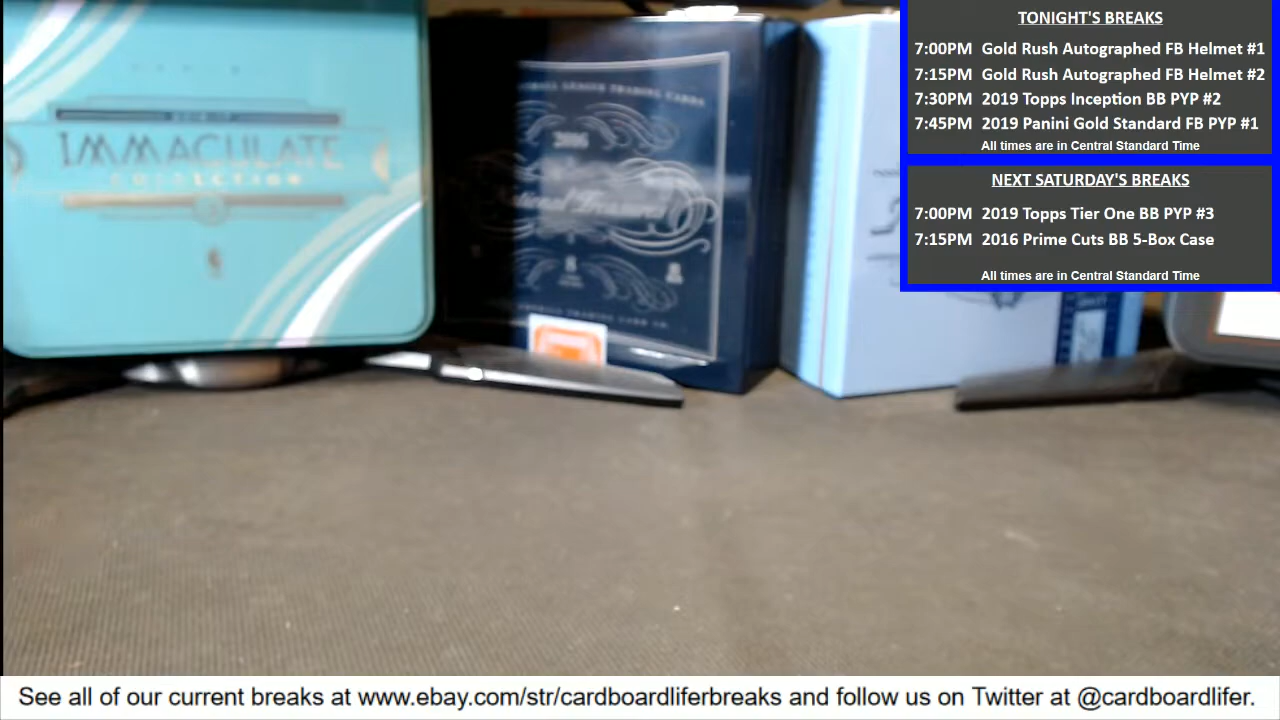 TONIGHT'S BREAKS
7:00PM Gold Rush Autographed FB Helmet #1
7:15PM Gold Rush Autographed FB Helmet #2
7:30PM 2019 Topps Inception BB PYP #2
7:45PM 2019 Panini Gold Standard FB PYP #1
All times are in Central Standard Time
NEXT SATURDAY'S BREAKS
7:00PM 2019 Topps Tier One BB PYP #3
7:15PM 2016 Prime Cuts BB 5-Box Case
All times are in Central Standard Time
IMMACULATE
COLLECTION
LEAGUE TRADING CARDS
2016
See all of our current breaks at www.ebay.com/str/cardboardliferbreaks and follow us on Twitter at @cardboardlifer.